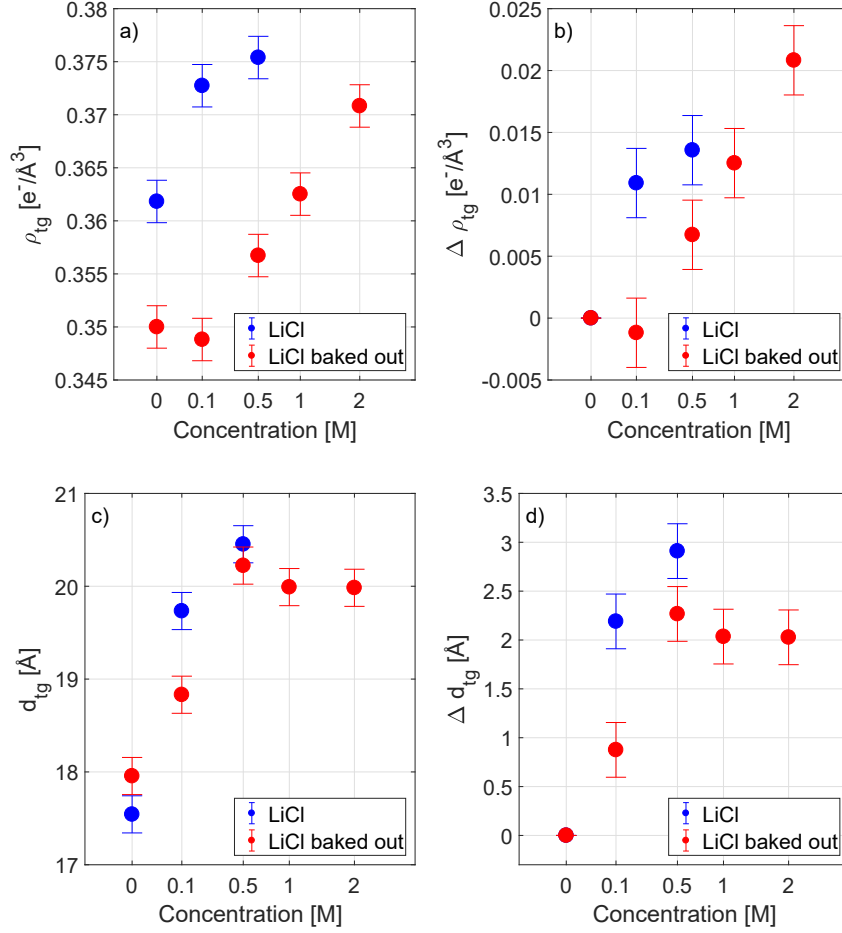 a)
0.38
0.375
0.37
0.365
0.36
0.355
0.35
0.345
ρtg [e-/Å3]
0 0.1 0.5 1 2
Concentration [M]
LiCl
LiCl baked out
b)
0.025
0.02
0.015
0.01
0.005
0
-0.005
Δ ρtg [e-/Å3]
0 0.1 0.5 1 2
Concentration [M]
LiCl
LiCl baked out
c)
21
20
19
18
17
dtg [Å]
0 0.1 0.5 1 2
Concentration [M]
LiCl
LiCl baked out
d)
3.5
3
2.5
2
1.5
1
0.5
0
Δ dtg [Å]
0 0.1 0.5 1 2
Concentration [M]
LiCl
LiCl baked out